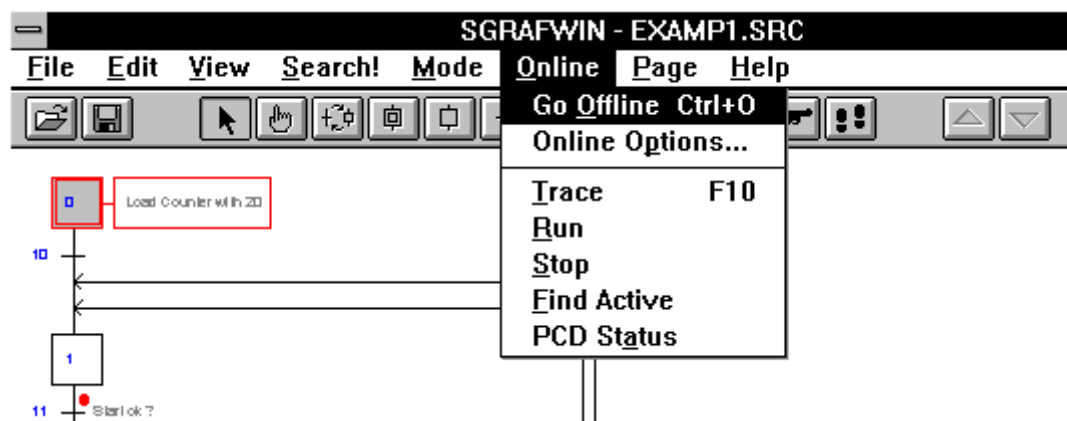 SGRAFWIN - EXAMP1.SRC
File Edit View Search! Mode Online Page Help
Go Offline Ctrl+O
Online Options...
Trace F10
Run
Stop
Find Active
PCD Status
0 Load Counter with 20
10
1
11 Start ok ?